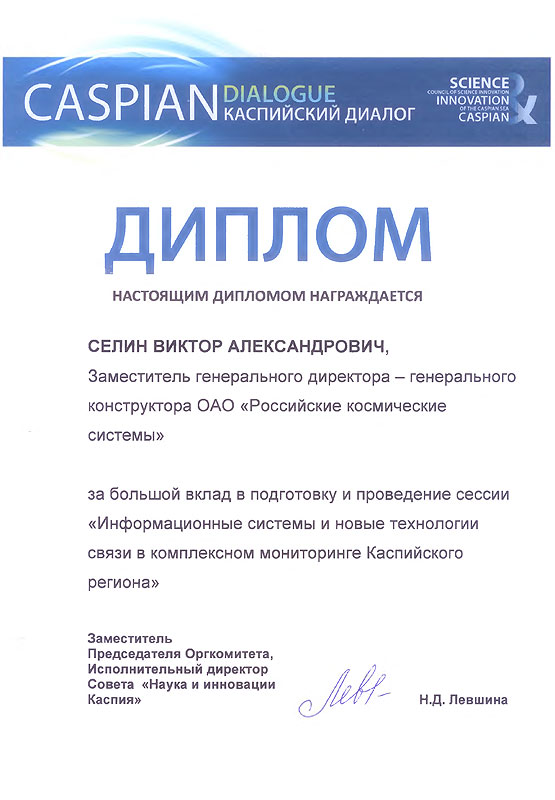 CASPIAN DIALOGUE
КАСПИЙСКИЙ ДИАЛОГ
SCIENCE
COUNCIL OF SCIENCE INNOVATION
INNOVATION
OF THE CASPIAN SEA
CASPIAN
ДИПЛОМ
НАСТОЯЩИМ ДИПЛОМОМ НАГРАЖДАЕТСЯ
СЕЛИН ВИКТОР АЛЕКСАНДРОВИЧ,
Заместитель генерального директора – генерального
конструктора ОАО «Российские космические
системы»
за большой вклад в подготовку и проведение сессии
«Информационные системы и новые технологии
связи в комплексном мониторинге Каспийского
региона»
Заместитель
Председателя Оргкомитета,
Исполнительный директор
Совета «Наука и инновации
Каспия»
Н.Д. Левшина